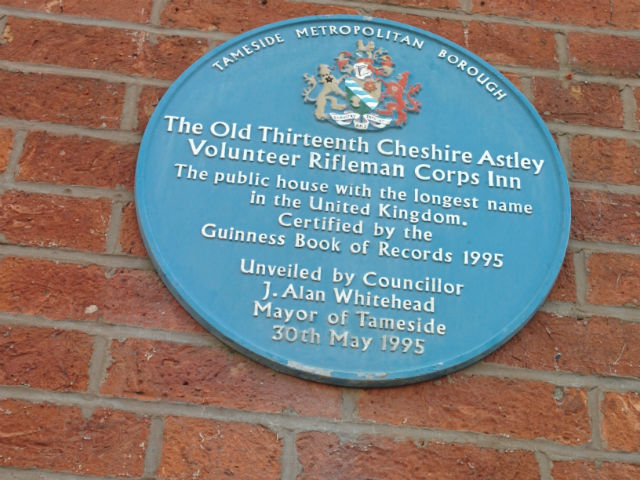 TAMESIDE METROPOLITAN BOROUGH
The Old Thirteenth Cheshire Astley
Volunteer Rifleman Corps Inn
The public house with the longest name
in the United Kingdom.
Certified by the
Guinness Book of Records 1995
Unveiled by Councillor
J. Alan Whitehead
Mayor of Tameside
30th May 1995